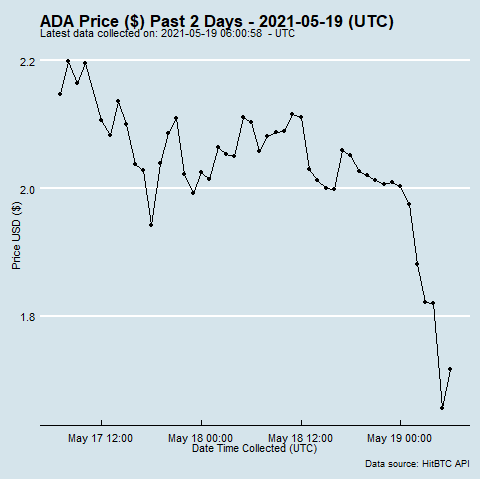 ADA Price ($) Past 2 Days - 2021-05-19 (UTC)
Latest data collected on: 2021-05-19 06:00:58 - UTC
2.2
2.0
1.8
Price USD ($)
May 17 12:00
May 18 00:00
May 18 12:00
May 19 00:00
Date Time Collected (UTC)
Data source: HitBTC API